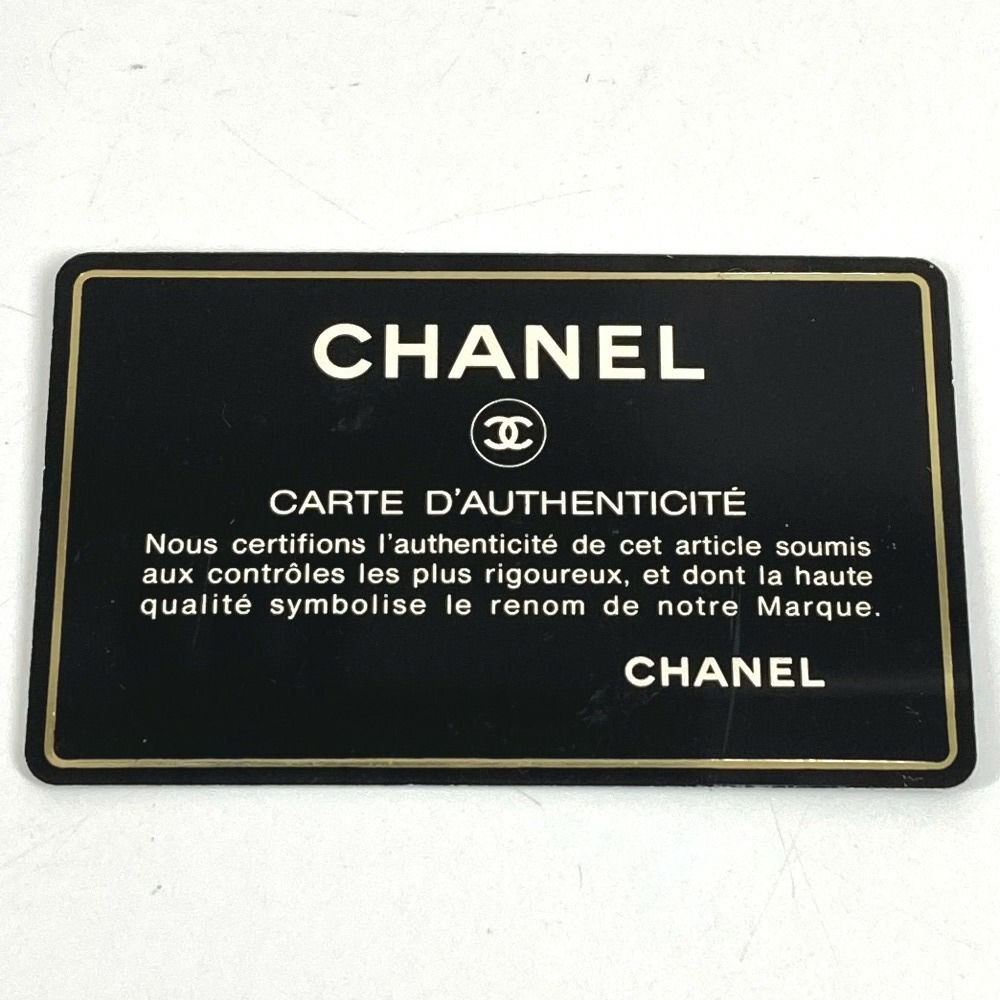 CHANEL
CARTE D'AUTHENTICITÉ
Nous certifions l'authenticité de cet article soumis
aux contrôles les plus rigoureux, et dont la haute
qualité symbolise le renom de notre Marque.
CHANEL